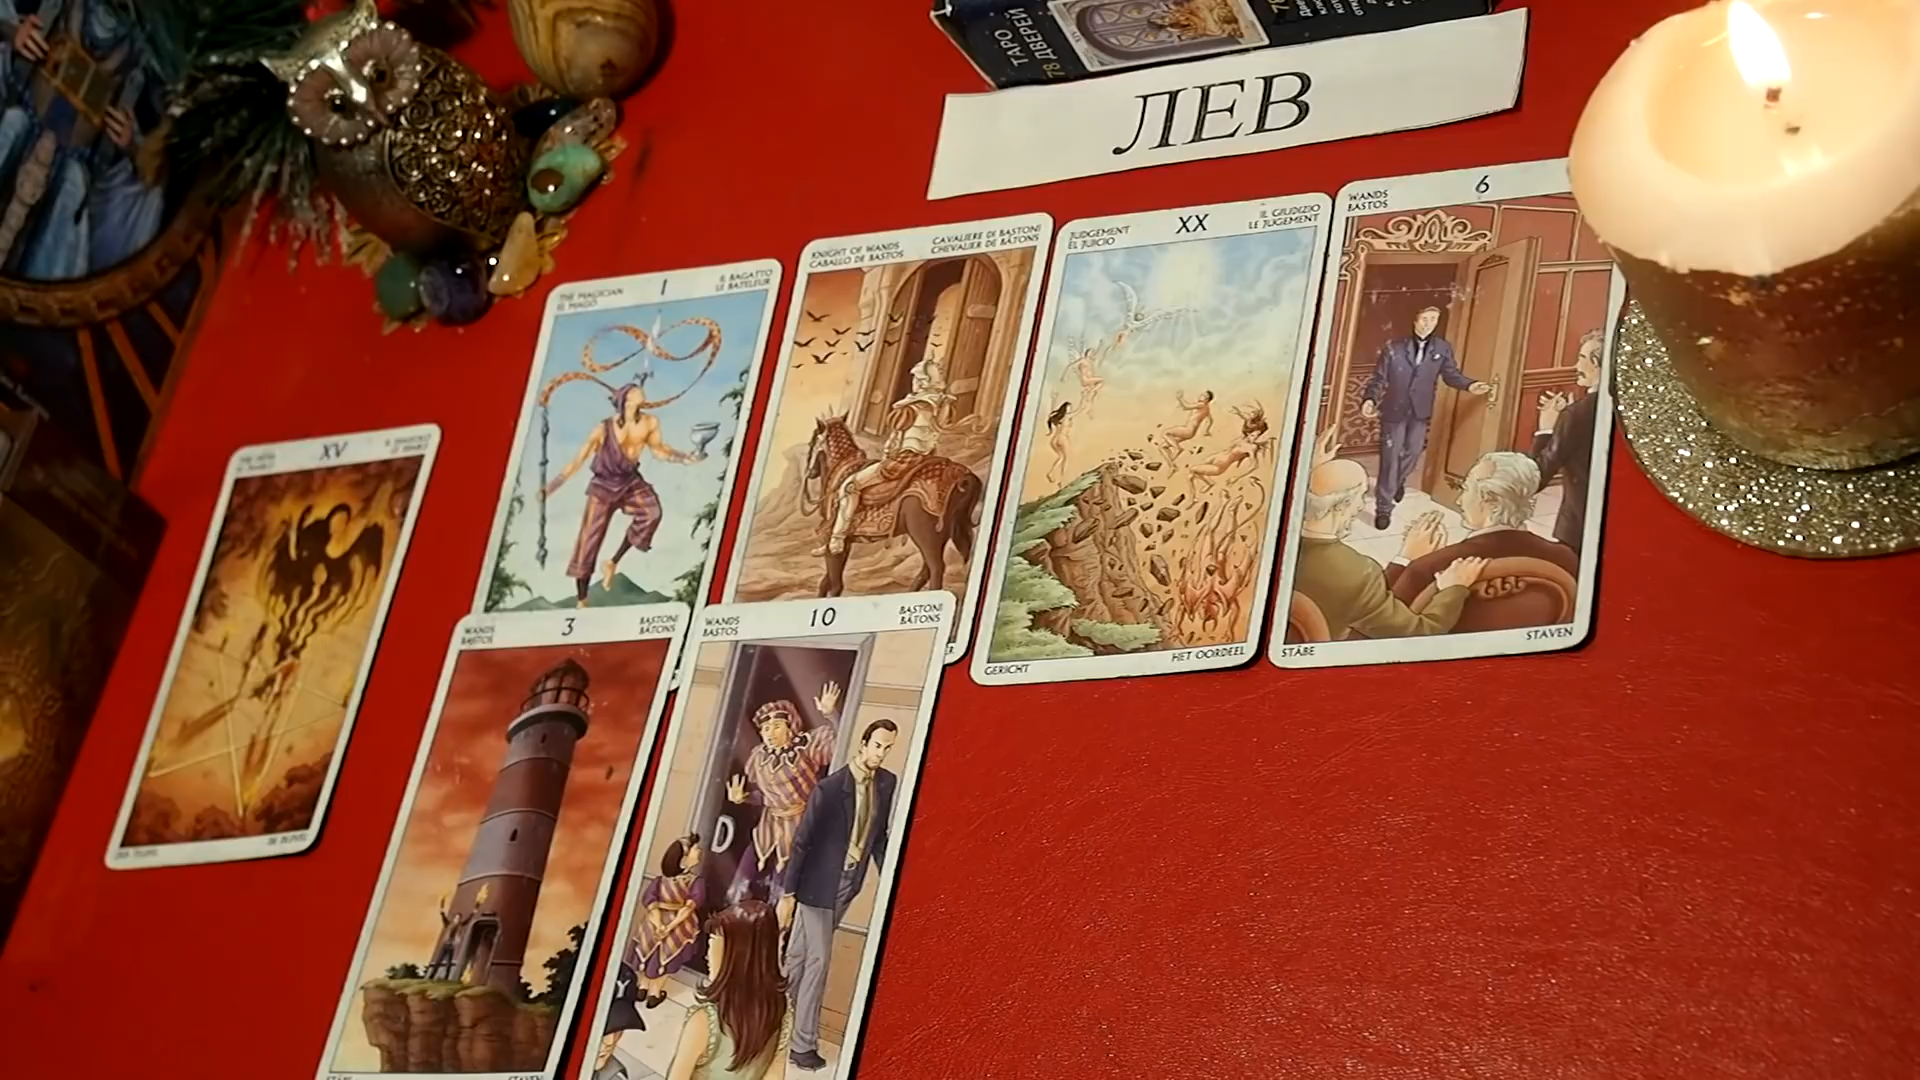 ТАРО
78 ДВЕРЕЙ
78
ЛЕВ
WANDS
BASTOS
6
STÄBE
STAVEN
JUDGEMENT
EL JUICIO
XX
IL GIUDIZIO
LE JUGEMENT
GERICHT
HET OORDEEL
KNIGHT OF WANDS
CABALLO DE BASTOS
CAVALIERE DI BASTONI
CHEVALIER DE BÂTONS
THE MAGICIAN
EL MAGO
I
IL BAGATTO
LE BATELEUR
XV
WANDS
BASTOS
3
BASTONI
BÂTONS
WANDS
BASTOS
10
BASTONI
BÂTONS
D
Y